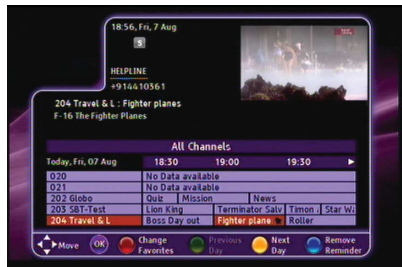 18:56, Fri, 7 Aug
S
HELPLINE
+914410361
204 Travel & L : Fighter planes
F-16 The Fighter Planes
All Channels
Today, Fri, 07 Aug 18:30 19:00 19:30
020 No Data available
021 No Data available
202 Globo Quiz Mission News
203 SBT-Test Lion King Terminator Salv Timon Star Wa
204 Travel & L Boss Day out Fighter plane Roller
Move OK Change Favorites Previous Day Next Day Remove Reminder